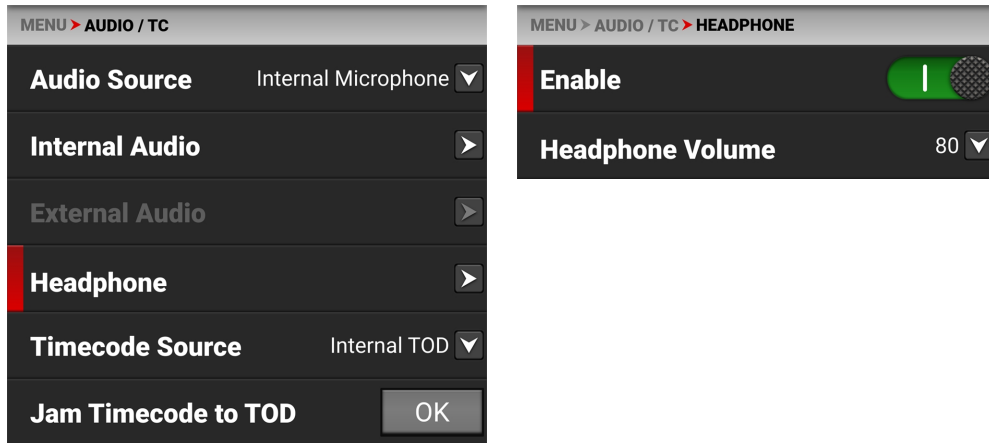 MENU > AUDIO / TC
Audio Source Internal Microphone
Internal Audio
External Audio
Headphone
Timecode Source Internal TOD
Jam Timecode to TOD OK
MENU > AUDIO / TC > HEADPHONE
Enable
Headphone Volume 80